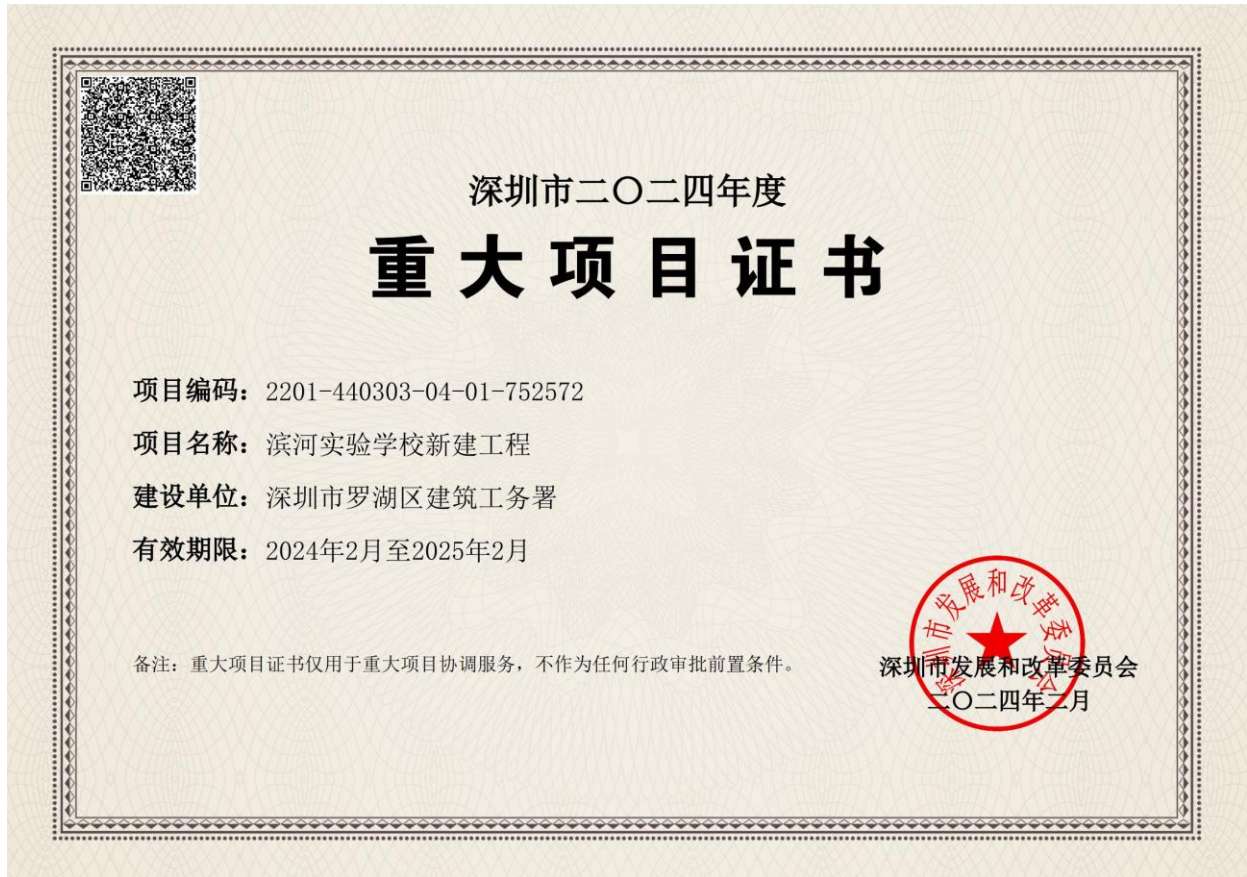 深圳市二〇二四年度
重大项目证书
项目编码：2201-440303-04-01-752572
项目名称：滨河实验学校新建工程
建设单位：深圳市罗湖区建筑工务署
有效期限：2024年2月至2025年2月
备注：重大项目证书仅用于重大项目协调服务，不作为任何行政审批前置条件。
深圳市发展和改革委员会
深圳市发展和改革委员会
二〇二四年二月